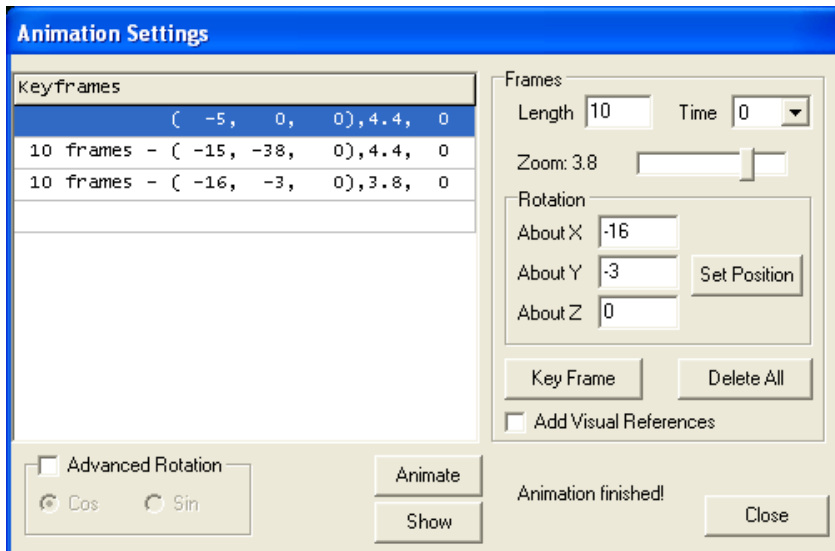 Animation Settings
Keyframes
( -5, 0, 0),4.4, 0
10 frames - ( -15, -38, 0),4.4, 0
10 frames - ( -16, -3, 0),3.8, 0
Frames
Length 10 Time 0
Zoom: 3.8
Rotation
About X -16
About Y -3 Set Position
About Z 0
Key Frame Delete All
Add Visual References
Advanced Rotation
Cos Sin
Animate
Show
Animation finished!
Close